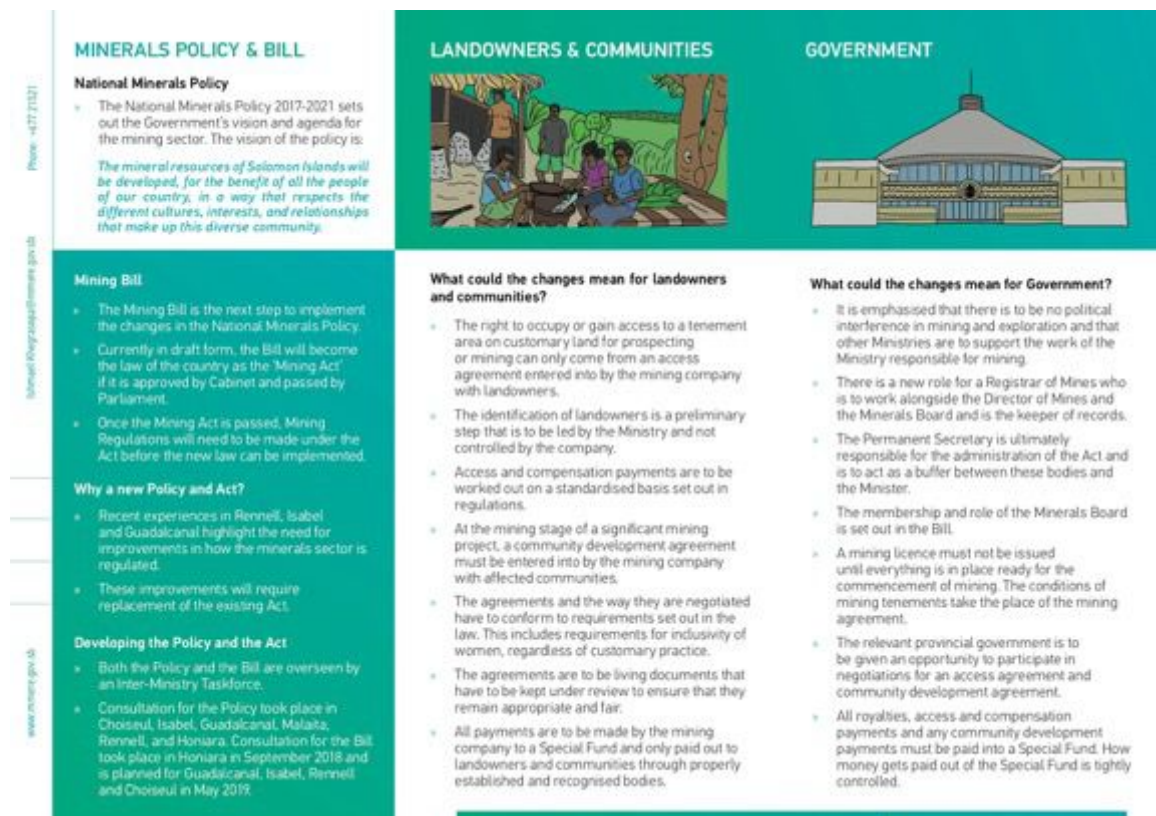 Phone: +677 21521
www.mmere.gov.sb
MINERALS POLICY & BILL
National Minerals Policy
» The National Minerals Policy 2017-2021 sets
out the Government's vision and agenda for
the mining sector. The vision of the policy is:
The mineral resources of Solomon Islands will
be developed, for the benefit of all the people
of our country, in a way that respects the
different cultures, interests, and relationships
that make up this diverse community.
Mining Bill
» The Mining Bill is the next step to implement
the changes in the National Minerals Policy.
» Currently in draft form, the Bill will become
the law of the country as the 'Mining Act'
if it is approved by Cabinet and passed by
Parliament.
» Once the Mining Act is passed, Mining
Regulations will need to be made under the
Act before the new law can be implemented.
Why a new Policy and Act?
» Recent experiences in Rennell, Isabel
and Guadalcanal highlight the need for
improvements in how the minerals sector is
regulated.
» These improvements will require
replacement of the existing Act.
Developing the Policy and the Act
» Both the Policy and the Bill are overseen by
an Inter-Ministry Taskforce.
» Consultation for the Policy took place in
Choiseul, Isabel, Guadalcanal, Malaita,
Rennell, and Honiara. Consultation for the Bill
took place in Honiara in September 2018 and
is planned for Guadalcanal, Isabel, Rennell
and Choiseul in May 2019.
LANDOWNERS & COMMUNITIES
What could the changes mean for landowners
and communities?
» The right to occupy or gain access to a tenement
area on customary land for prospecting
or mining can only come from an access
agreement entered into by the mining company
with landowners.
» The identification of landowners is a preliminary
step that is to be led by the Ministry and not
controlled by the company.
» Access and compensation payments are to be
worked out on a standardised basis set out in
regulations.
» At the mining stage of a significant mining
project, a community development agreement
must be entered into by the mining company
with affected communities.
» The agreements and the way they are negotiated
have to conform to requirements set out in the
law. This includes requirements for inclusivity of
women, regardless of customary practice.
» The agreements are to be living documents that
have to be kept under review to ensure that they
remain appropriate and fair.
» All payments are to be made by the mining
company to a Special Fund and only paid out to
landowners and communities through properly
established and recognised bodies.
GOVERNMENT
What could the changes mean for Government?
» It is emphasised that there is to be no political
interference in mining and exploration and that
other Ministries are to support the work of the
Ministry responsible for mining.
» There is a new role for a Registrar of Mines who
is to work alongside the Director of Mines and
the Minerals Board and is the keeper of records.
» The Permanent Secretary is ultimately
responsible for the administration of the Act and
is to act as a buffer between these bodies and
the Minister.
» The membership and role of the Minerals Board
is set out in the Bill.
» A mining licence must not be issued
until everything is in place ready for the
commencement of mining. The conditions of
mining tenements take the place of the mining
agreement.
» The relevant provincial government is to
be given an opportunity to participate in
negotiations for an access agreement and
community development agreement.
» All royalties, access and compensation
payments and any community development
payments must be paid into a Special Fund. How
money gets paid out of the Special Fund is tightly
controlled.